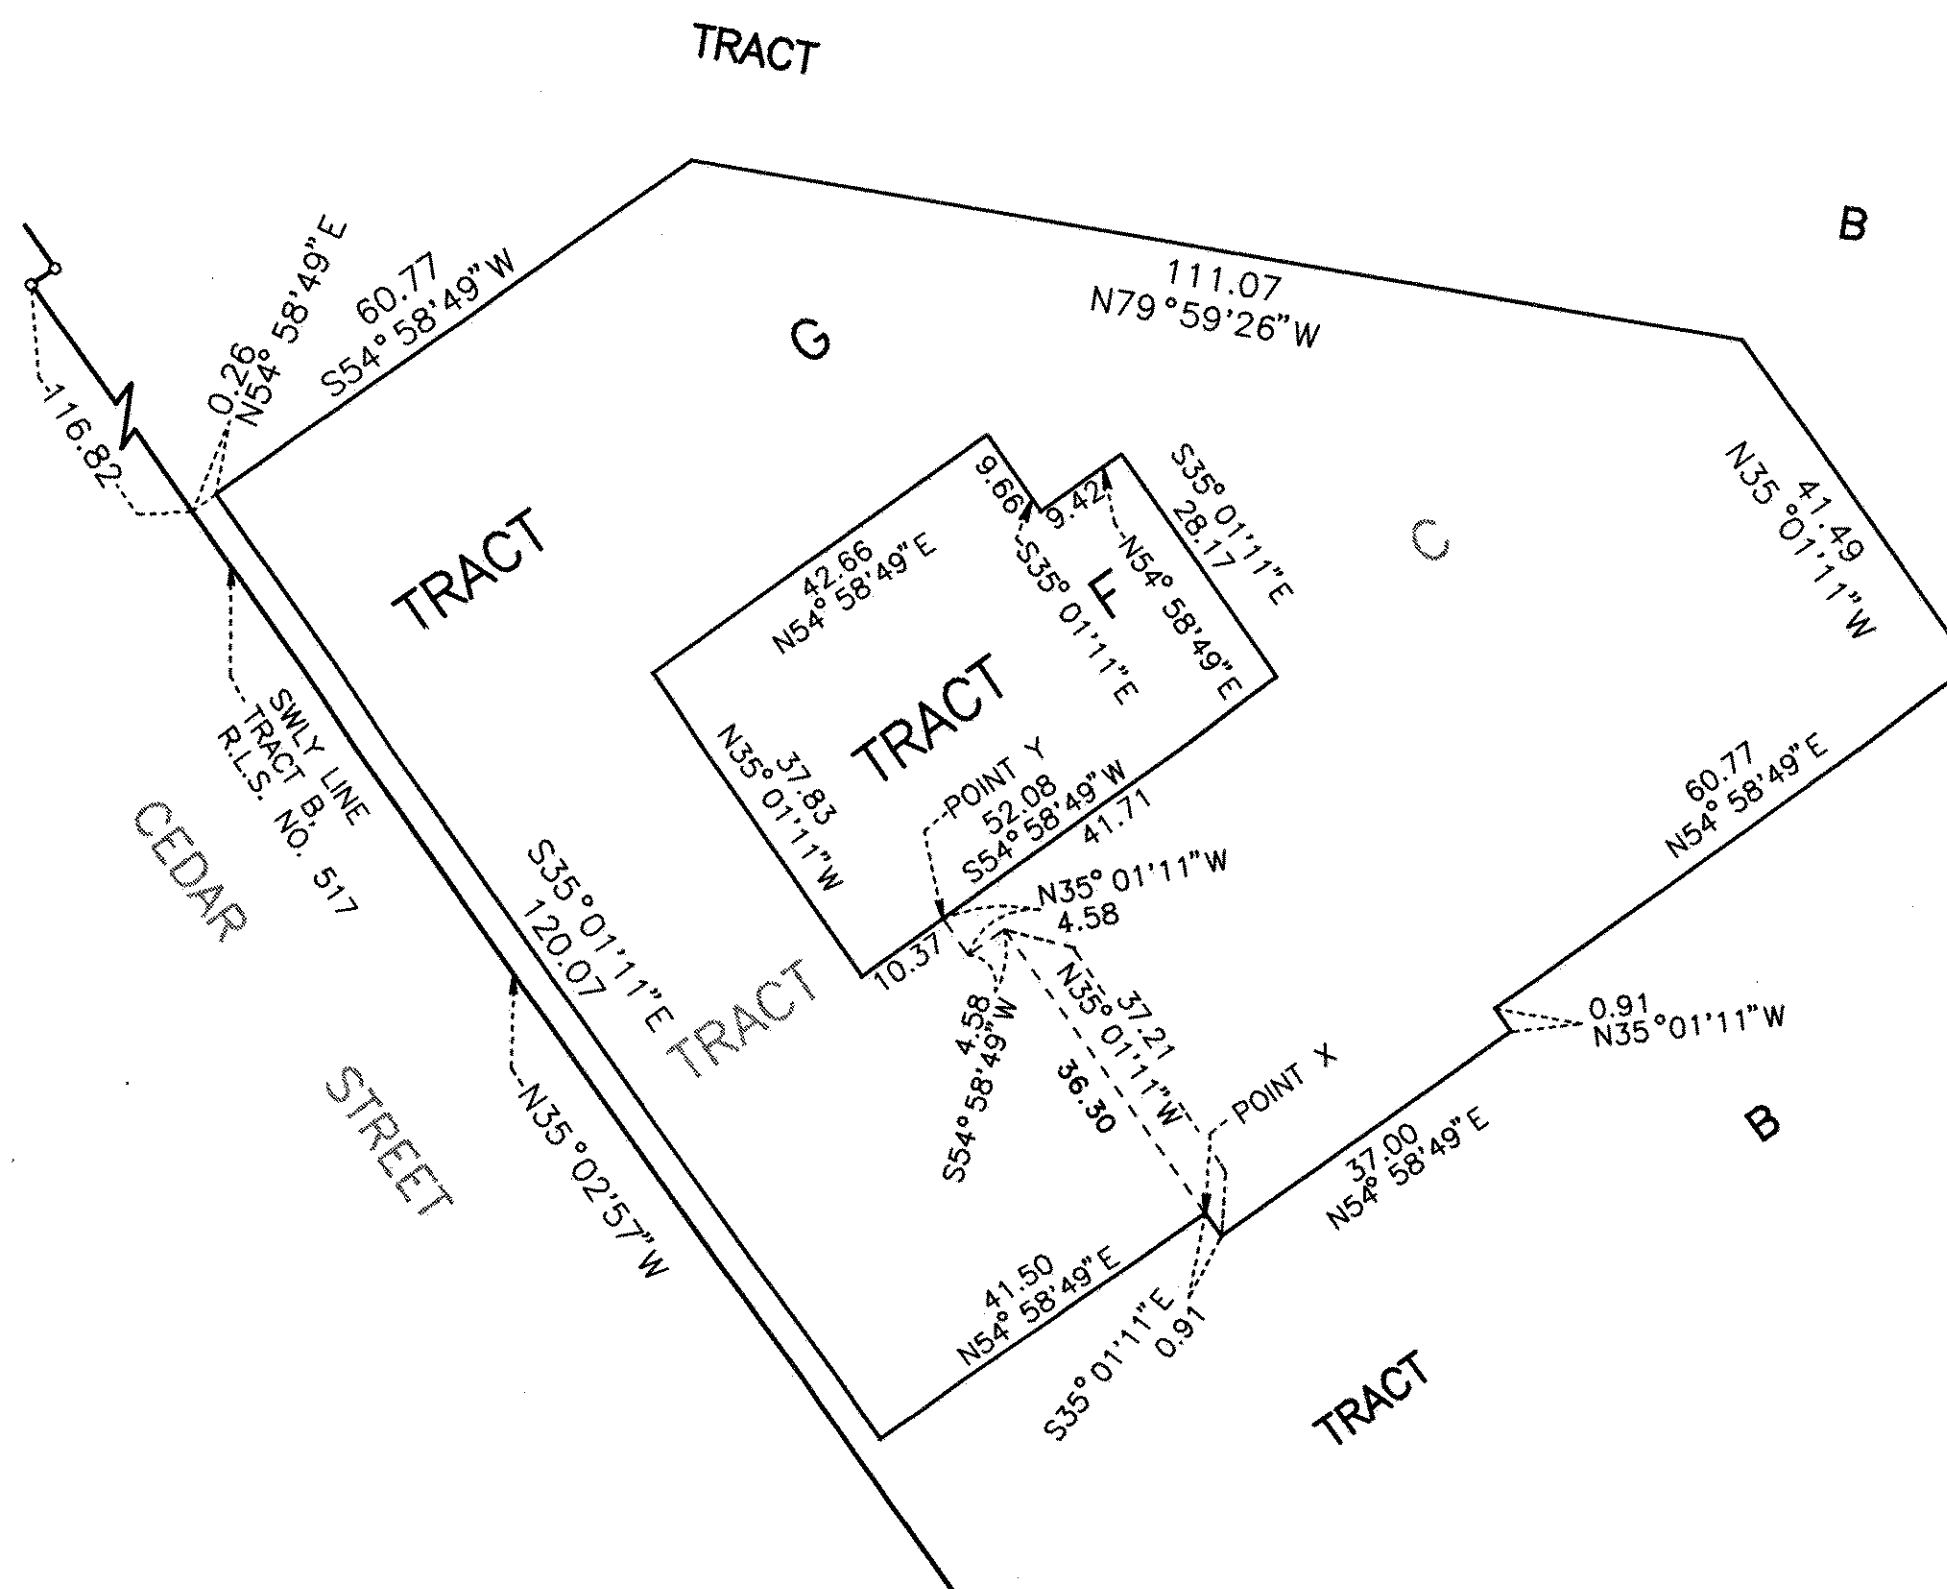 TRACT
B
111.07
N79°59'26"W
60.77
S54°58'49"W
0.26
N54°58'49"E
116.82
G
TRACT
9.66
9.42
S35°01'11"E
28.17
N54°58'49"E
S35°01'11"E
42.66
N54°58'49"E
F
C
41.49
N35°01'11"W
SWLY LINE
TRACT B,
R.L.S. NO. 517
TRACT
37.83
N35°01'11"W
POINT Y
52.08
S54°58'49"W
41.71
N35°01'11"W
4.58
10.37
60.77
N54°58'49"E
CEDAR
STREET
S35°01'11"E
120.07
TRACT
4.58
S54°58'49"W
37.21
N35°01'11"W
36.30
POINT X
0.91
N35°01'11"W
N35°02'57"W
37.00
N54°58'49"E
B
41.50
N54°58'49"E
S35°01'11"E
0.91
TRACT